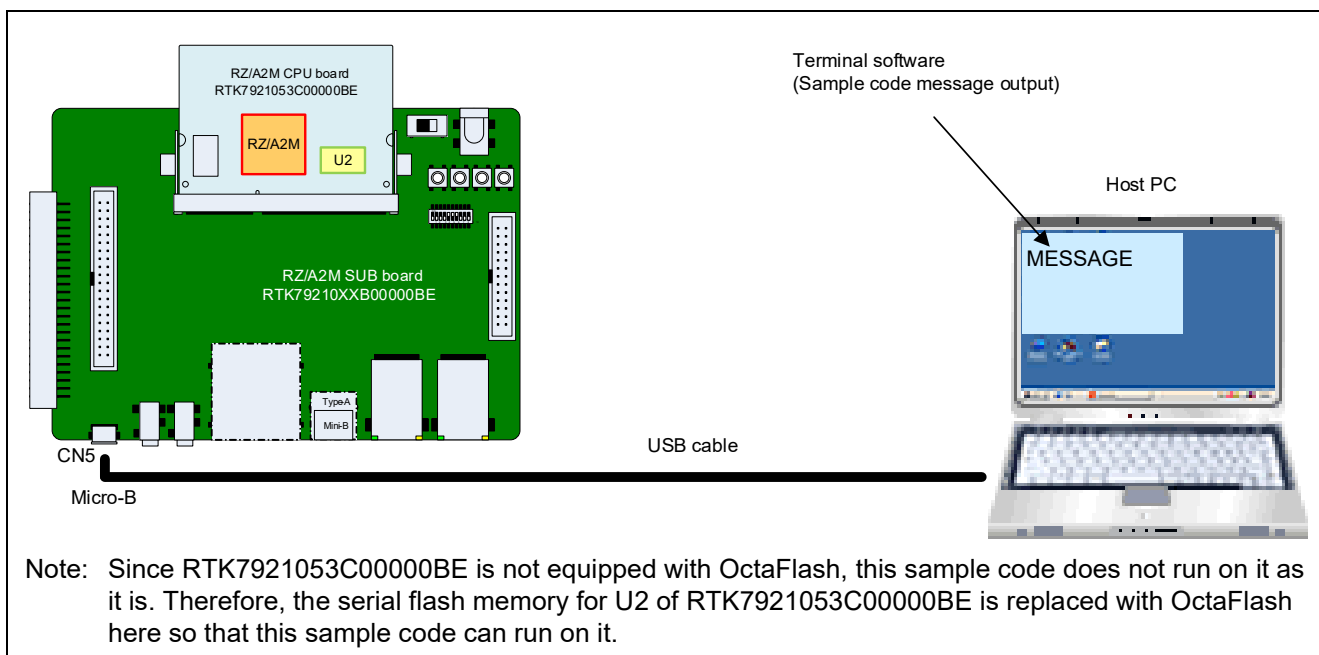 Terminal software
(Sample code message output)
RZ/A2M CPU board
RTK7921053C00000BE
RZ/A2M
U2
Host PC
MESSAGE
RZ/A2M SUB board
RTK79210XXB00000BE
Type-A
Mini-B
CN5
USB cable
Micro-B
Note: Since RTK7921053C00000BE is not equipped with OctaFlash, this sample code does not run on it as
it is. Therefore, the serial flash memory for U2 of RTK7921053C00000BE is replaced with OctaFlash
here so that this sample code can run on it.